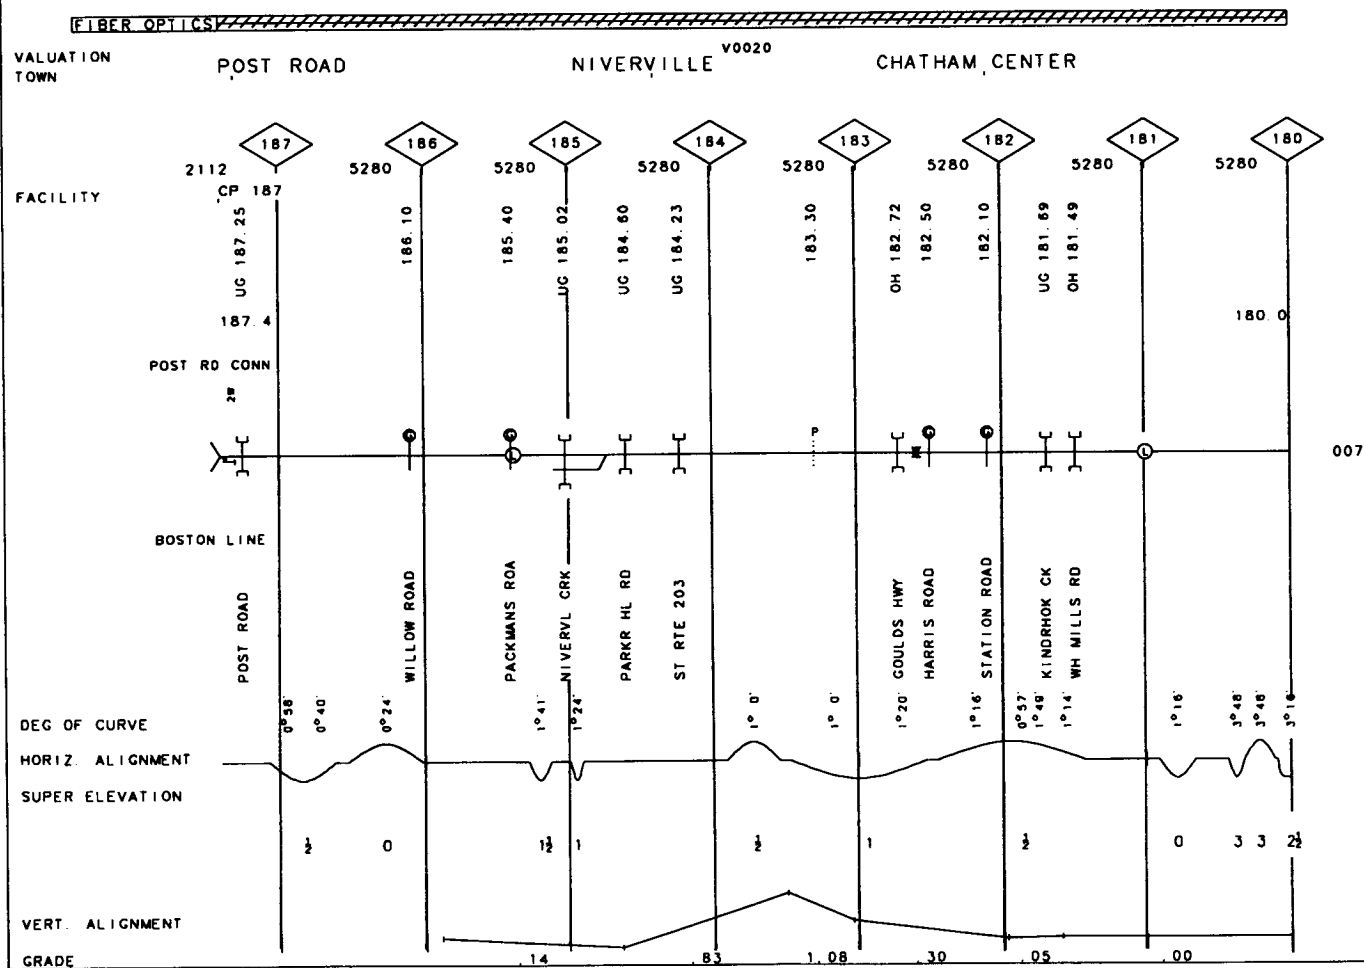 FIBER OPTICS
V0020
VALUATION
TOWN
POST ROAD NIVERVILLE CHATHAM CENTER
187 186 185 184 183 182 181 180
2112 5280 5280 5280 5280 5280 5280 5280
FACILITY
CP 187
UG 187.25
186.10
185.40
UG 185.02
UG 184.60
UG 184.23
183.30
OH 182.72
182.50
182.10
UG 181.69
OH 181.49
187.4 180.0
POST RD CONN
P
G G G G
L L
007
BOSTON LINE
POST ROAD
WILLOW ROAD
PACKMANS ROA
NIVERVL CRK
PARKR HL RD
ST RTE 203
GOULDS HWY
HARRIS ROAD
STATION ROAD
KINDRHOK CK
WH MILLS RD
DEG OF CURVE
0°58' 0°40' 0°24' 1°41' 1°24' 1° 0' 1° 0' 1°20' 1°16' 0°57' 1°49' 1°14' 1°16' 3°48' 3°48' 3°16'
HORIZ. ALIGNMENT
SUPER ELEVATION
½ 0 1½ 1 ½ 1 ½ 0 3 3 2½
VERT. ALIGNMENT
GRADE .14 .83 1.08 .30 .05 .00